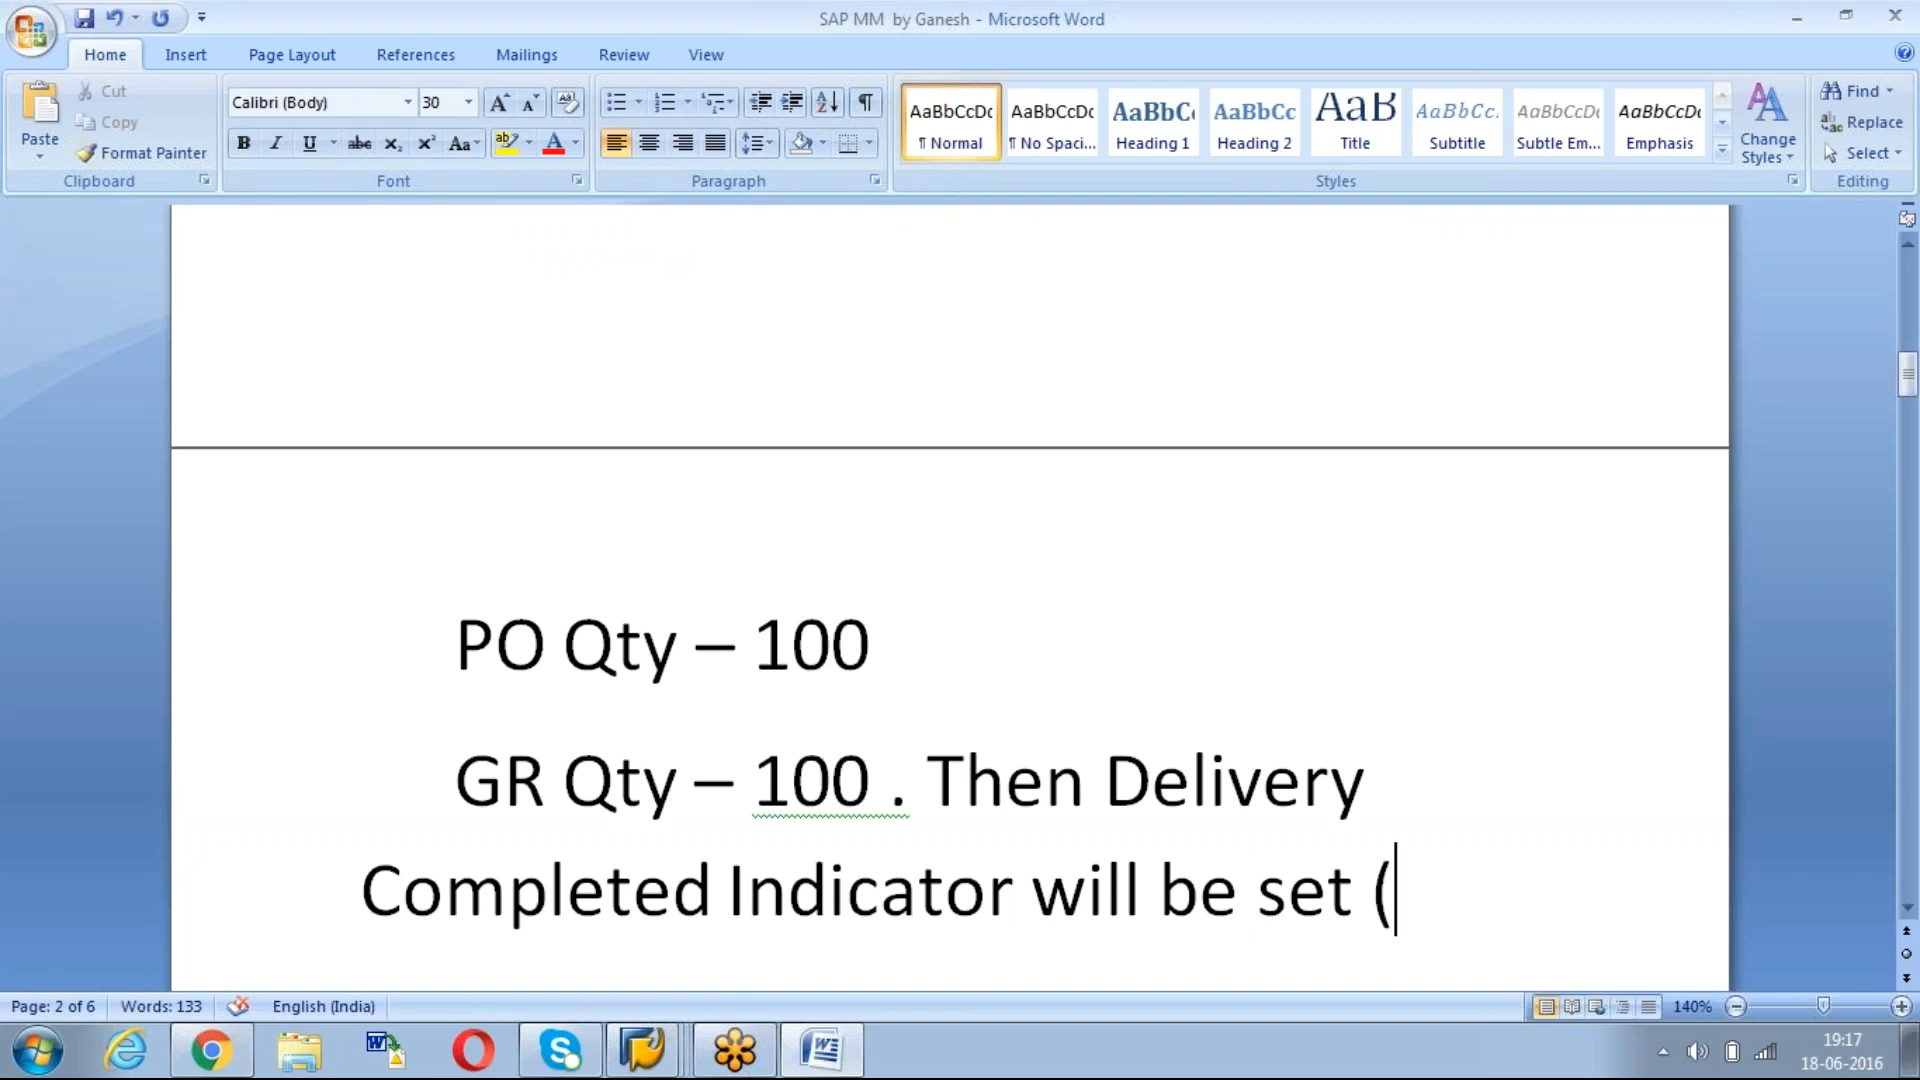 SAP MM by Ganesh - Microsoft Word
Home Insert Page Layout References Mailings Review View
Paste
Cut
Copy
Format Painter
Clipboard
Calibri (Body) 30
Font
Paragraph
AaBbCcDc AaBbCcDc AaBbC AaBbCc AaB AaBbCc. AaBbCcDc AaBbCcDc
¶ Normal ¶ No Spaci... Heading 1 Heading 2 Title Subtitle Subtle Em... Emphasis
Styles
Change
Styles
Find
Replace
Select
Editing
PO Qty – 100
GR Qty – 100 . Then Delivery
Completed Indicator will be set (
Page: 2 of 6 Words: 133 English (India) 140%
19:17
18-06-2016